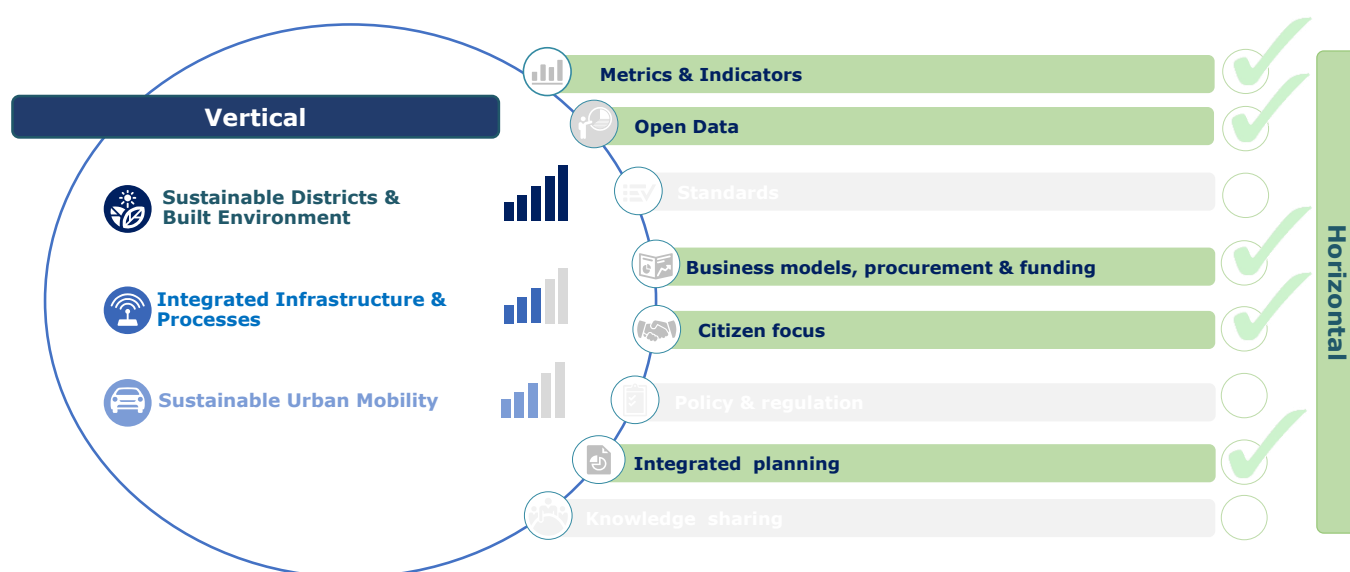 Vertical
Sustainable Districts &
Built Environment
Integrated Infrastructure &
Processes
Sustainable Urban Mobility
Metrics & Indicators
Open Data
Standards
Business models, procurement & funding
Citizen focus
Policy & regulation
Integrated planning
Knowledge sharing
Horizontal